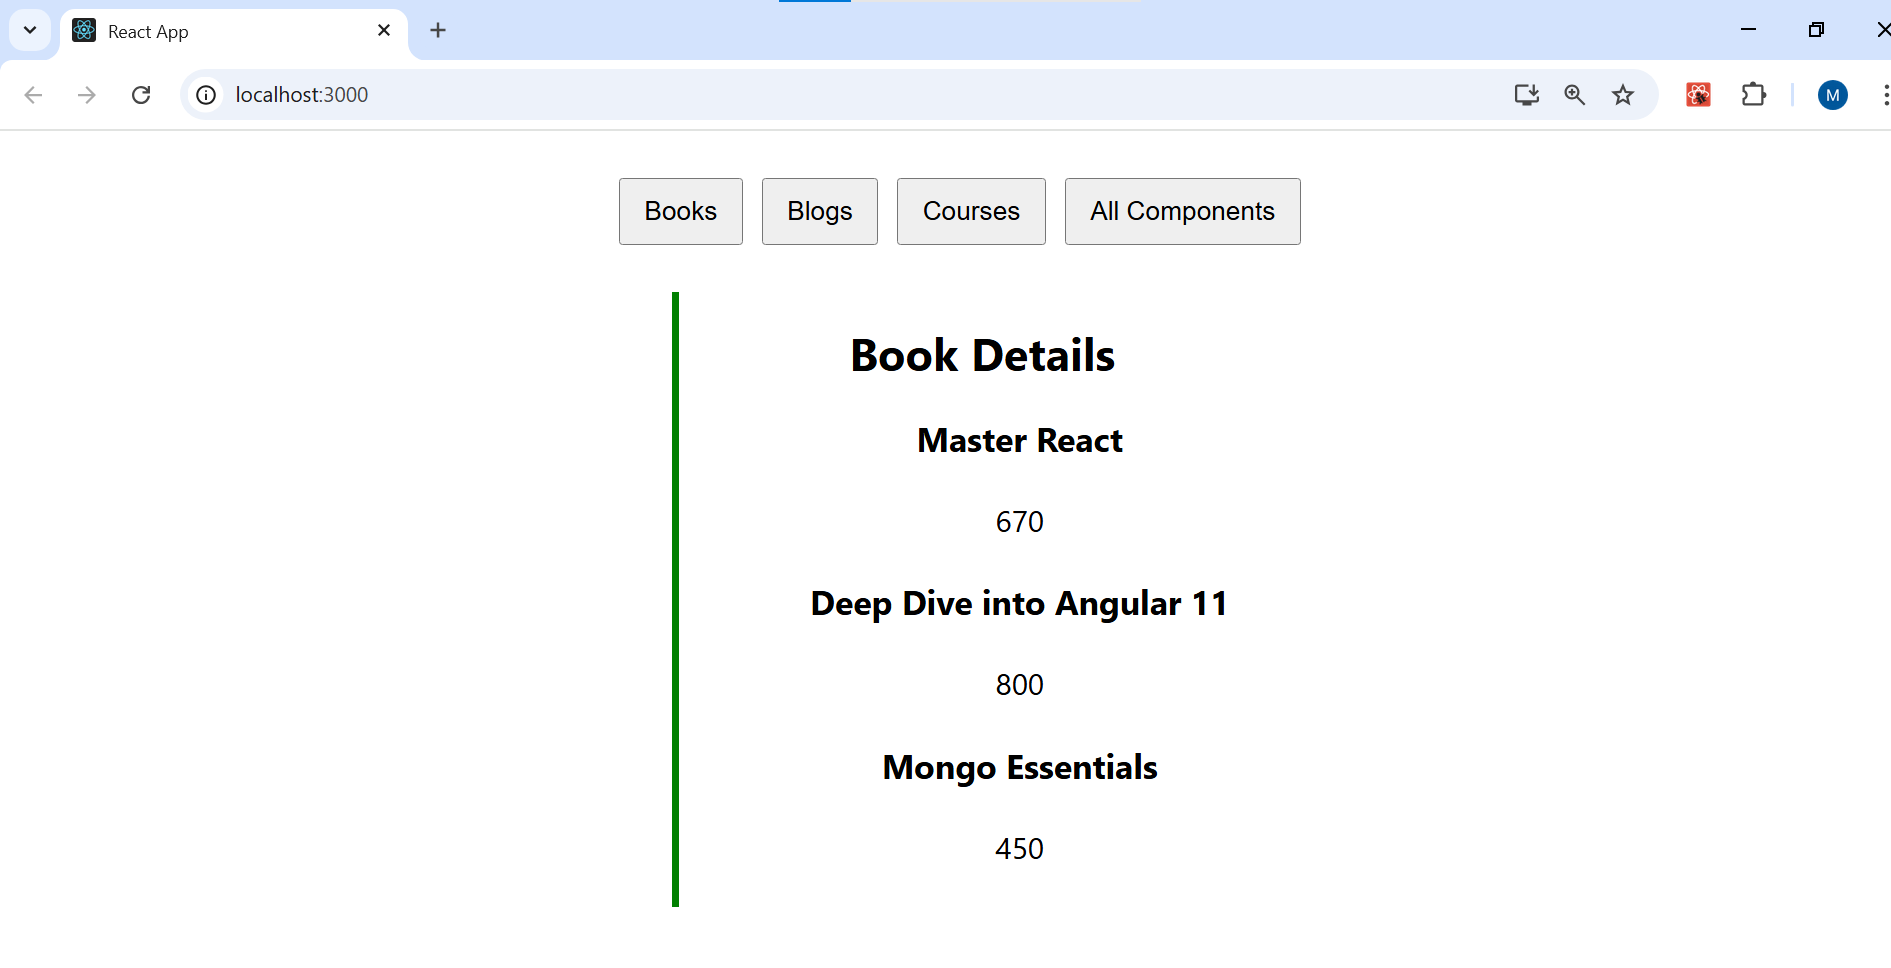 React App
localhost:3000
M
Books Blogs Courses All Components
Book Details
Master React
670
Deep Dive into Angular 11
800
Mongo Essentials
450